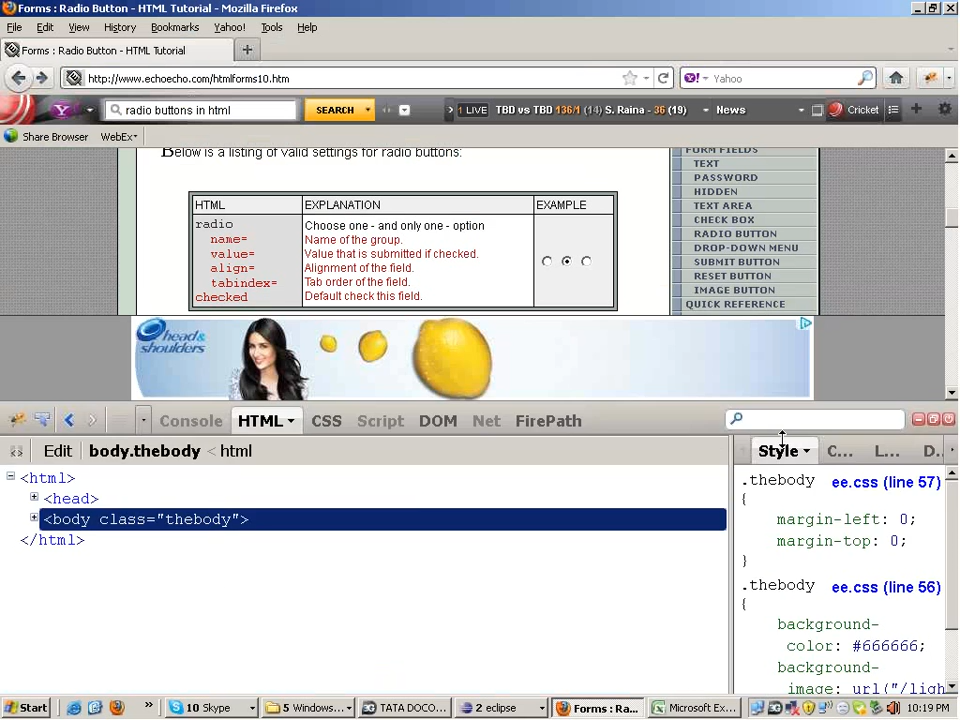 Forms : Radio Button - HTML Tutorial - Mozilla Firefox
File Edit View History Bookmarks Yahoo! Tools Help
Forms : Radio Button - HTML Tutorial
http://www.echoecho.com/htmlforms10.htm
Y! Yahoo
Y! radio buttons in html SEARCH LIVE TBD vs TBD 136/1 (14) S. Raina - 36 (19) News Cricket
Share Browser WebEx
Below is a listing of valid settings for radio buttons:
HTML EXPLANATION EXAMPLE
radio Choose one - and only one - option
name= Name of the group.
value= Value that is submitted if checked.
align= Alignment of the field.
tabindex= Tab order of the field.
checked Default check this field.
FORM FIELDS
TEXT
PASSWORD
HIDDEN
TEXT AREA
CHECK BOX
RADIO BUTTON
DROP-DOWN MENU
SUBMIT BUTTON
RESET BUTTON
IMAGE BUTTON
QUICK REFERENCE
head&
shoulders
Console HTML CSS Script DOM Net FirePath
Edit body.thebody < html
<html>
<head>
<body class="thebody">
</html>
Style C... L... D...
.thebody ee.css (line 57)
{
margin-left: 0;
margin-top: 0;
}
.thebody ee.css (line 56)
{
background-
color: #666666;
background-
image: url("/ligh
Start » 10 Skype 5 Windows... TATA DOCO... 2 eclipse Forms : Ra... Microsoft Ex... 10:19 PM